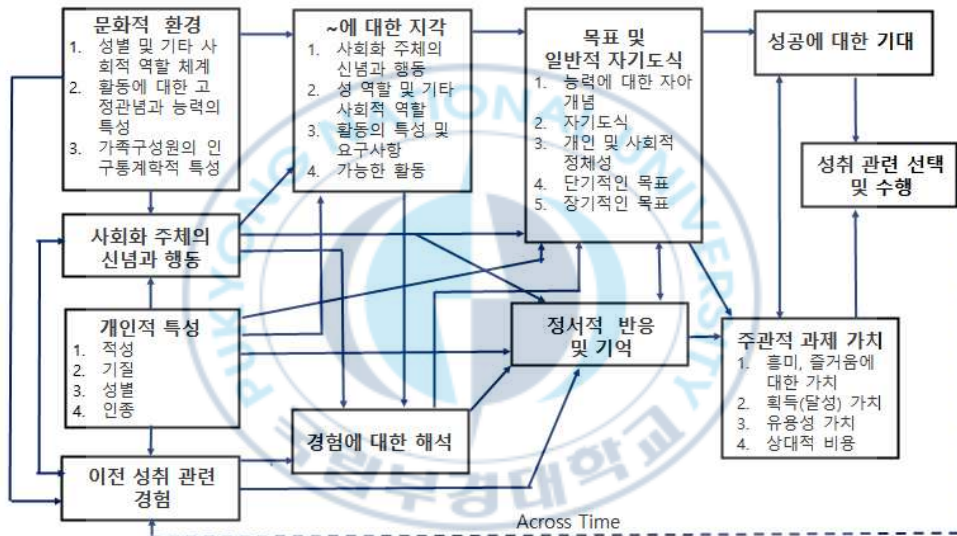 문화적 환경
1. 성별 및 기타 사
회적 역할 체계
2. 활동에 대한 고
정관념과 능력의
특성
3. 가족구성원의 인
구통계학적 특성
~에 대한 지각
1. 사회화 주체의
신념과 행동
2. 성 역할 및 기타
사회적 역할
3. 활동의 특성 및
요구사항
4. 가능한 활동
목표 및
일반적 자기도식
1. 능력에 대한 자아
개념
2. 자기도식
3. 개인 및 사회적
정체성
4. 단기적인 목표
5. 장기적인 목표
성공에 대한 기대
성취 관련 선택
및 수행
사회화 주체의
신념과 행동
개인적 특성
1. 적성
2. 기질
3. 성별
4. 인종
정서적 반응
및 기억
주관적 과제 가치
1. 흥미, 즐거움에
대한 가치
2. 획득(달성) 가치
3. 유용성 가치
4. 상대적 비용
경험에 대한 해석
이전 성취 관련
경험
Across Time
PUKYONG NATIONAL UNIVERSITY
국립부경대학교